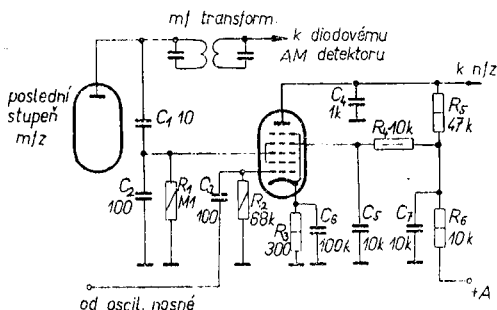 mf transform.
k diodovému
AM detektoru
k nf z
poslední
stupeň
mf z
C1 10
C4
1k
R5
47k
R4 10k
C2
100
R1
M1
C3
100
R2
68k
R3
300
C6
100k
C5
10k
C7
10k
R6
10k
+A
od oscil. nosné